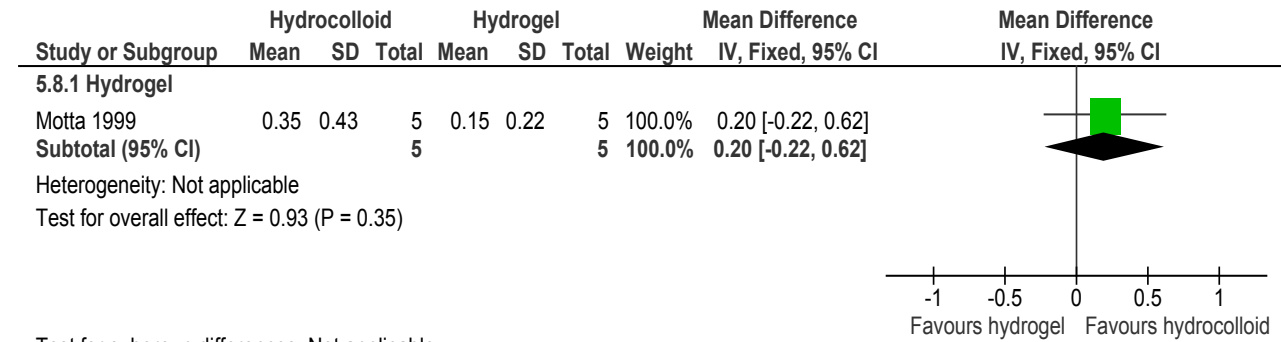 Hydrocolloid Hydrogel Mean Difference Mean Difference
Study or Subgroup Mean SD Total Mean SD Total Weight IV, Fixed, 95% CI IV, Fixed, 95% CI
5.8.1 Hydrogel
Motta 1999 0.35 0.43 5 0.15 0.22 5 100.0% 0.20 [-0.22, 0.62]
Subtotal (95% CI) 5 5 100.0% 0.20 [-0.22, 0.62]
Heterogeneity: Not applicable
Test for overall effect: Z = 0.93 (P = 0.35)
-1 -0.5 0 0.5 1
Favours hydrogel Favours hydrocolloid